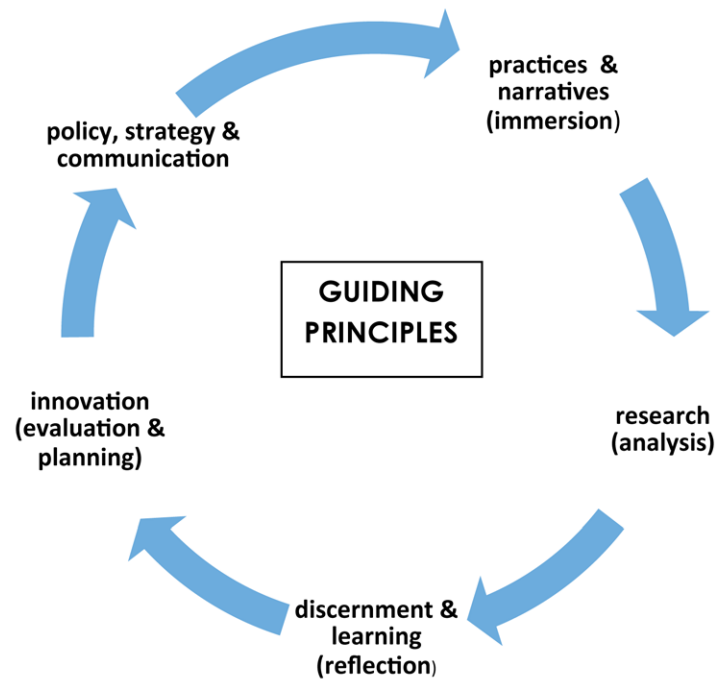 practices &
narratives
(immersion)
research
(analysis)
discernment &
learning
(reflection)
innovation
(evaluation &
planning)
policy, strategy &
communication
GUIDING
PRINCIPLES